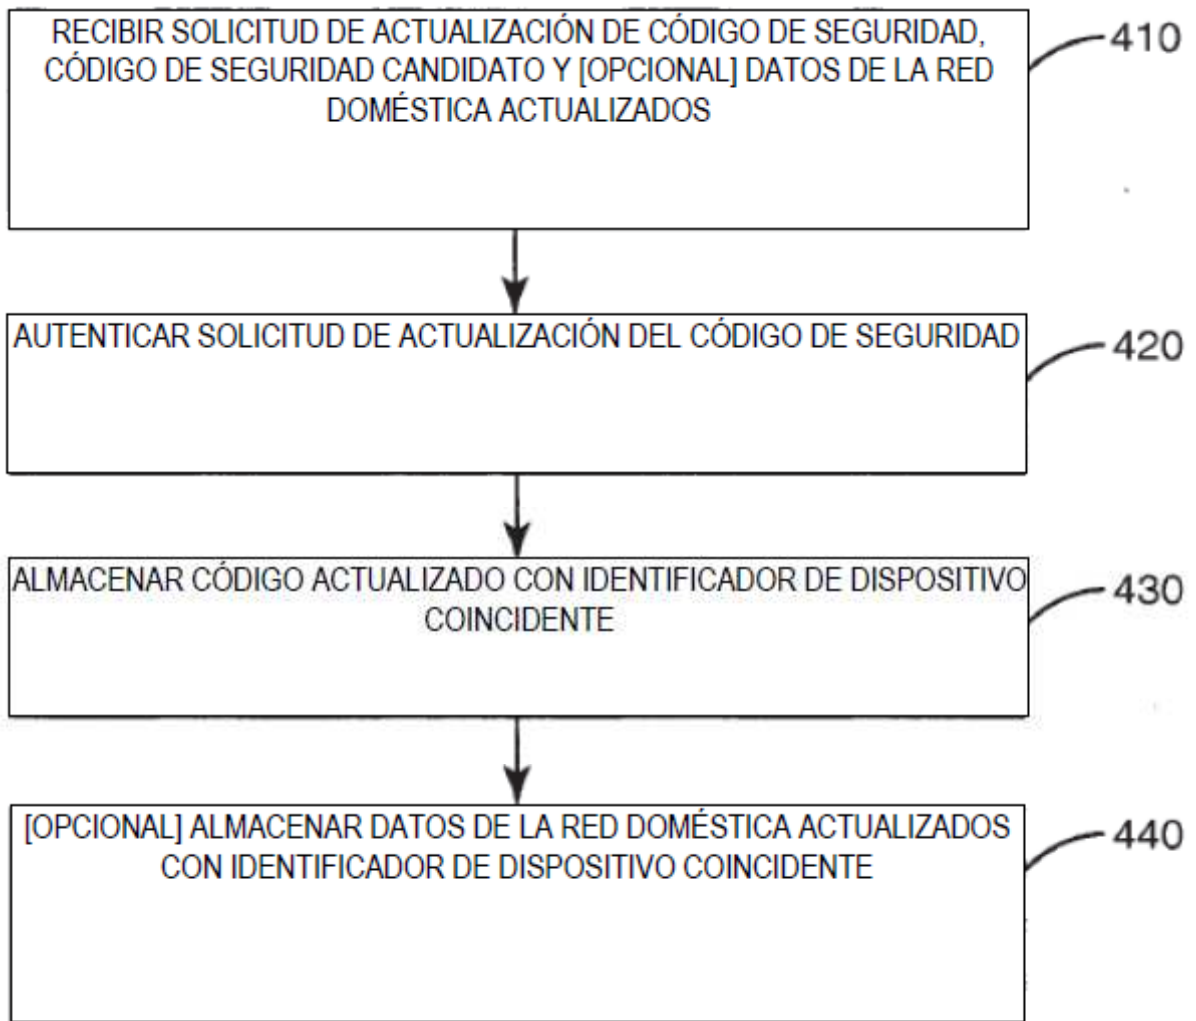 RECIBIR SOLICITUD DE ACTUALIZACIÓN DE CÓDIGO DE SEGURIDAD,
CÓDIGO DE SEGURIDAD CANDIDATO Y [OPCIONAL] DATOS DE LA RED
DOMÉSTICA ACTUALIZADOS
410
AUTENTICAR SOLICITUD DE ACTUALIZACIÓN DEL CÓDIGO DE SEGURIDAD
420
ALMACENAR CÓDIGO ACTUALIZADO CON IDENTIFICADOR DE DISPOSITIVO
COINCIDENTE
430
[OPCIONAL] ALMACENAR DATOS DE LA RED DOMÉSTICA ACTUALIZADOS
CON IDENTIFICADOR DE DISPOSITIVO COINCIDENTE
440